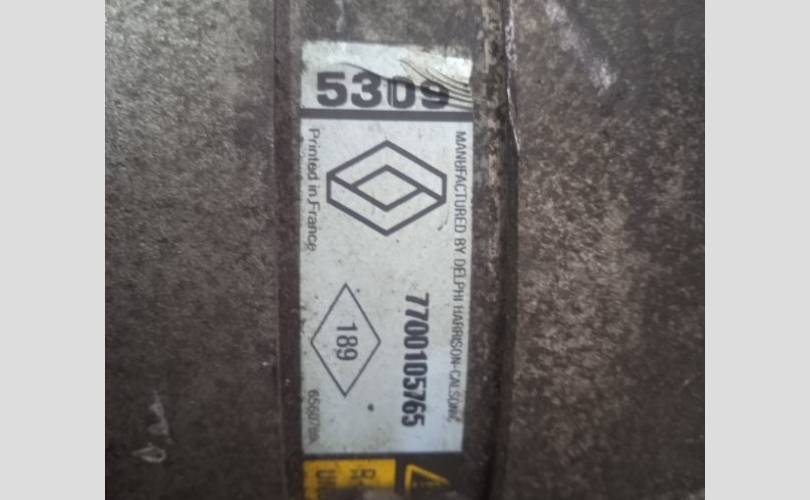 5309
MANUFACTURED BY DELPHI HARRISON-CALSONIC
Printed in France
7700105765
189